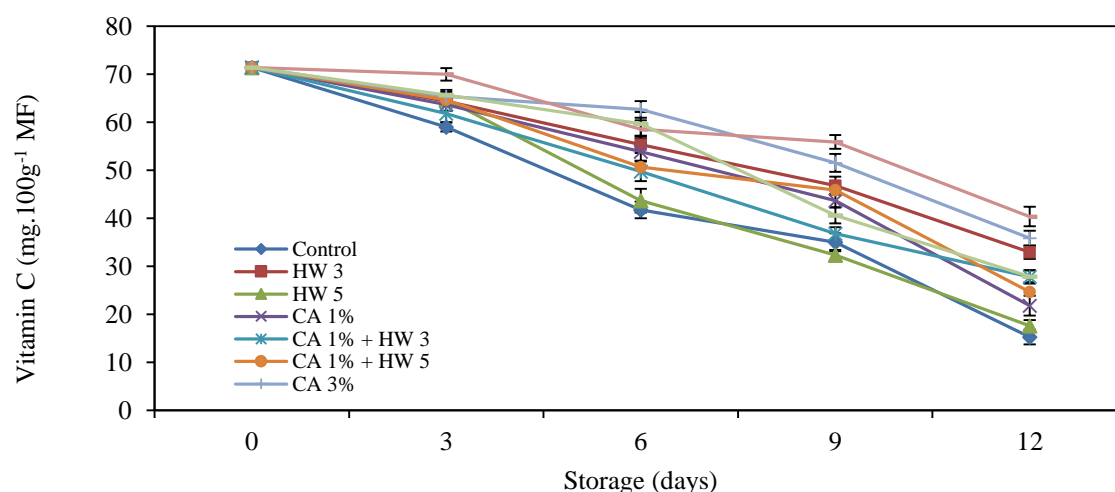 80
70
60
50
40
30
20
10
0
Vitamin C (mg.100g⁻¹ MF)
Control
HW 3
HW 5
CA 1%
CA 1% + HW 3
CA 1% + HW 5
CA 3%
0 3 6 9 12
Storage (days)